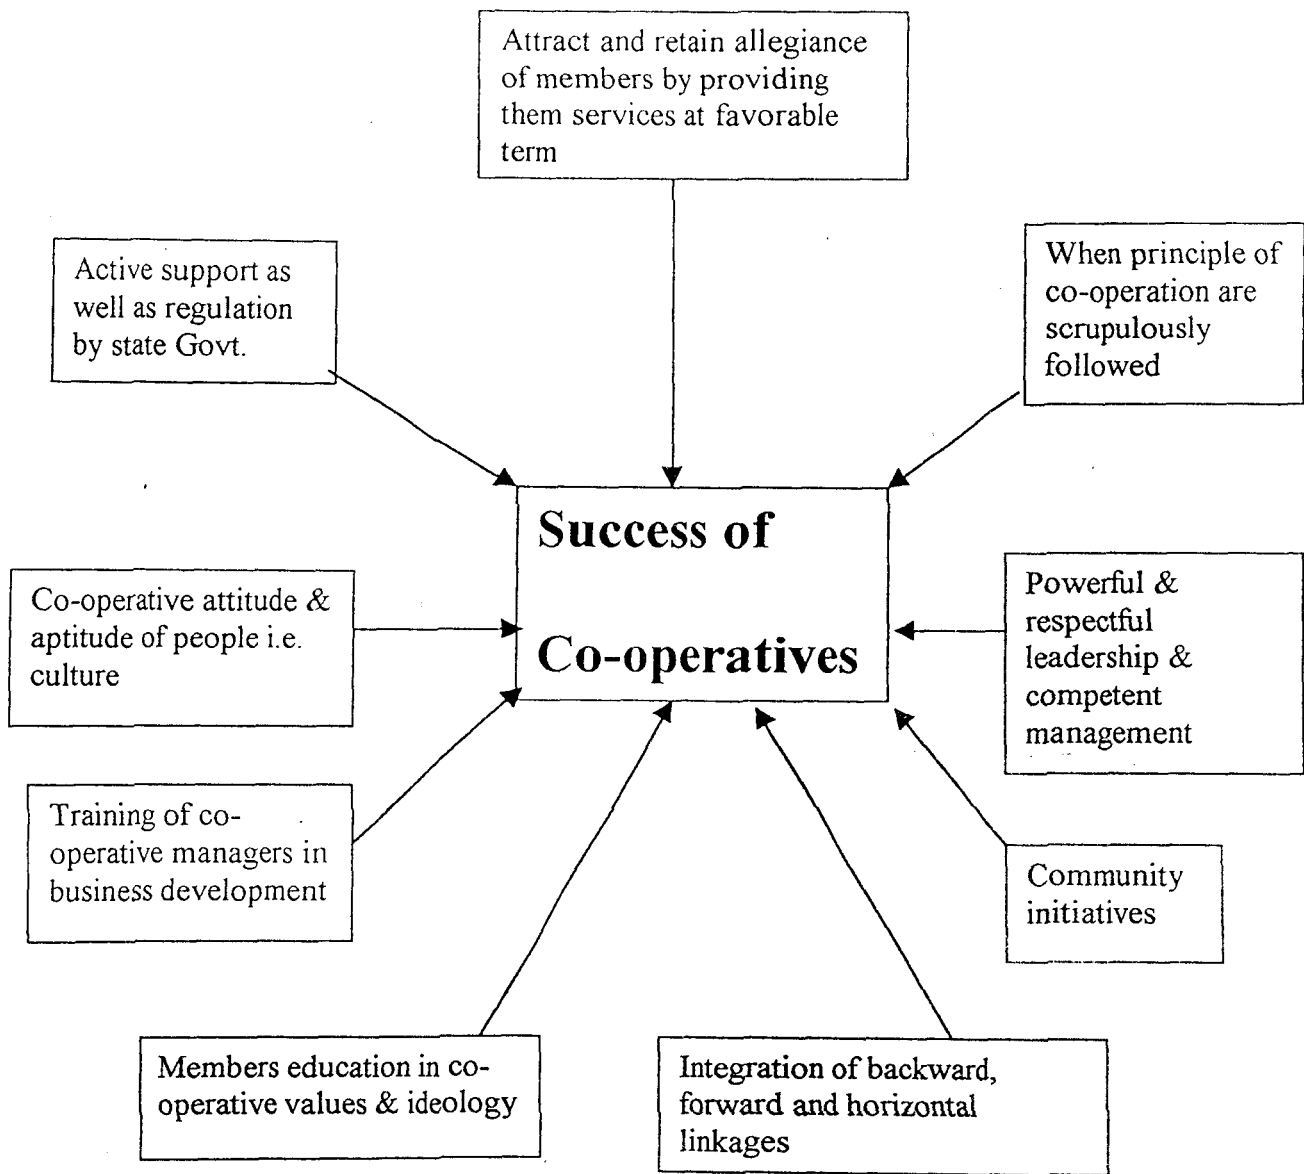 Attract and retain allegiance
of members by providing
them services at favorable
term
Active support as
well as regulation
by state Govt.
When principle of
co-operation are
scrupulously
followed
Success of
Co-operatives
Co-operative attitude &
aptitude of people i.e.
culture
Powerful &
respectful
leadership &
competent
management
Training of co-
operative managers in
business development
Community
initiatives
Members education in co-
operative values & ideology
Integration of backward,
forward and horizontal
linkages